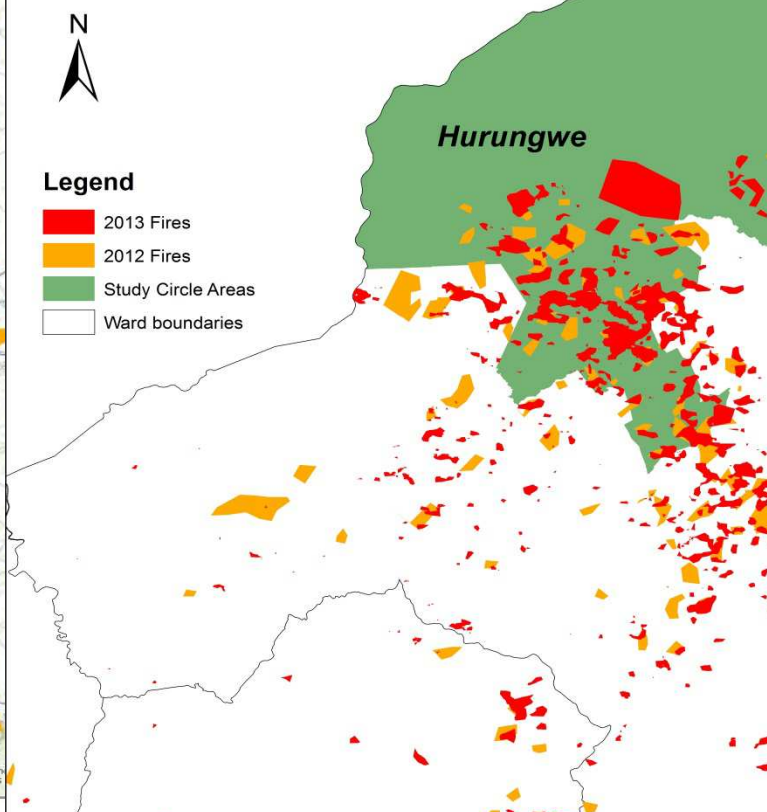 N
Hurungwe
Legend
2013 Fires
2012 Fires
Study Circle Areas
Ward boundaries